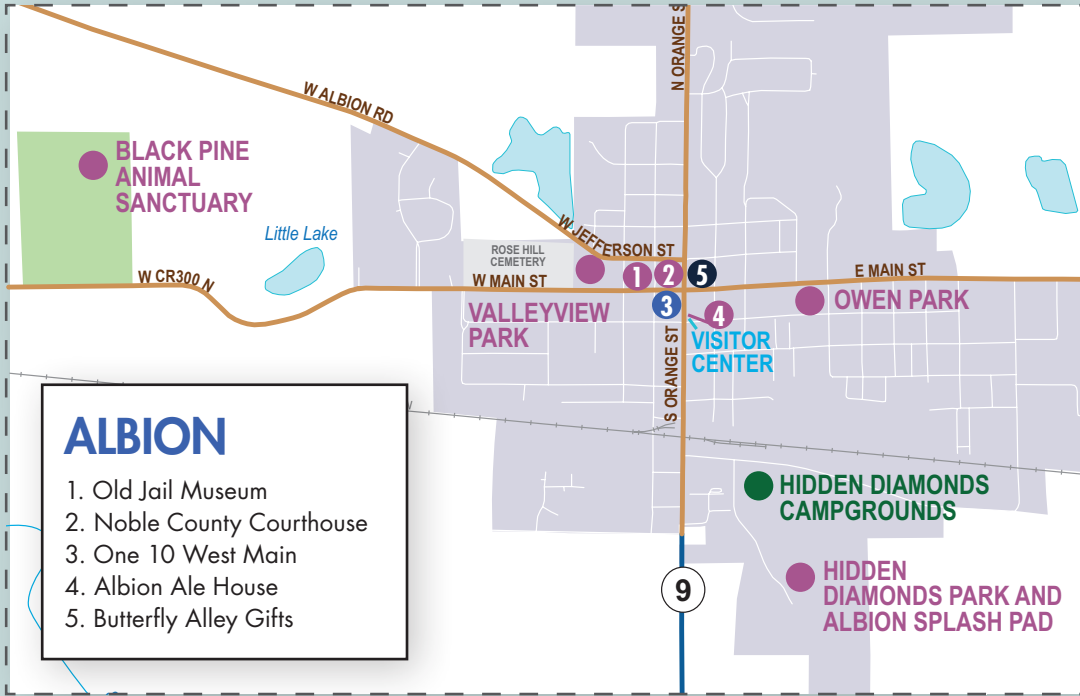 N ORANGE S
W ALBION RD
BLACK PINE
ANIMAL
SANCTUARY
Little Lake
W JEFFERSON ST
ROSE HILL
CEMETERY
W CR300 N
W MAIN ST
E MAIN ST
1
2
5
3
4
VALLEYVIEW
PARK
OWEN PARK
VISITOR
CENTER
S ORANGE ST
ALBION
1. Old Jail Museum
2. Noble County Courthouse
3. One 10 West Main
4. Albion Ale House
5. Butterfly Alley Gifts
HIDDEN DIAMONDS
CAMPGROUNDS
9
HIDDEN
DIAMONDS PARK AND
ALBION SPLASH PAD